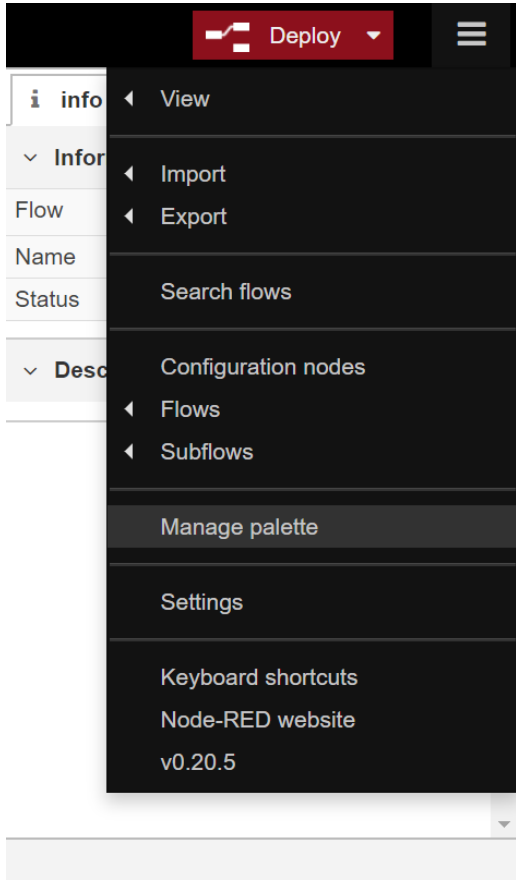 Deploy
i info
View
Infor
Import
Flow
Export
Name
Status
Search flows
Desc
Configuration nodes
Flows
Subflows
Manage palette
Settings
Keyboard shortcuts
Node-RED website
v0.20.5